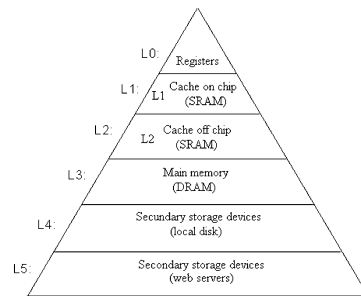 L0:
Registers
L1:
L1 Cache on chip
(SRAM)
L2:
L2 Cache off chip
(SRAM)
L3:
Main memory
(DRAM)
L4:
Secundary storage devices
(local disk)
L5:
Secondary storage devices
(web servers)